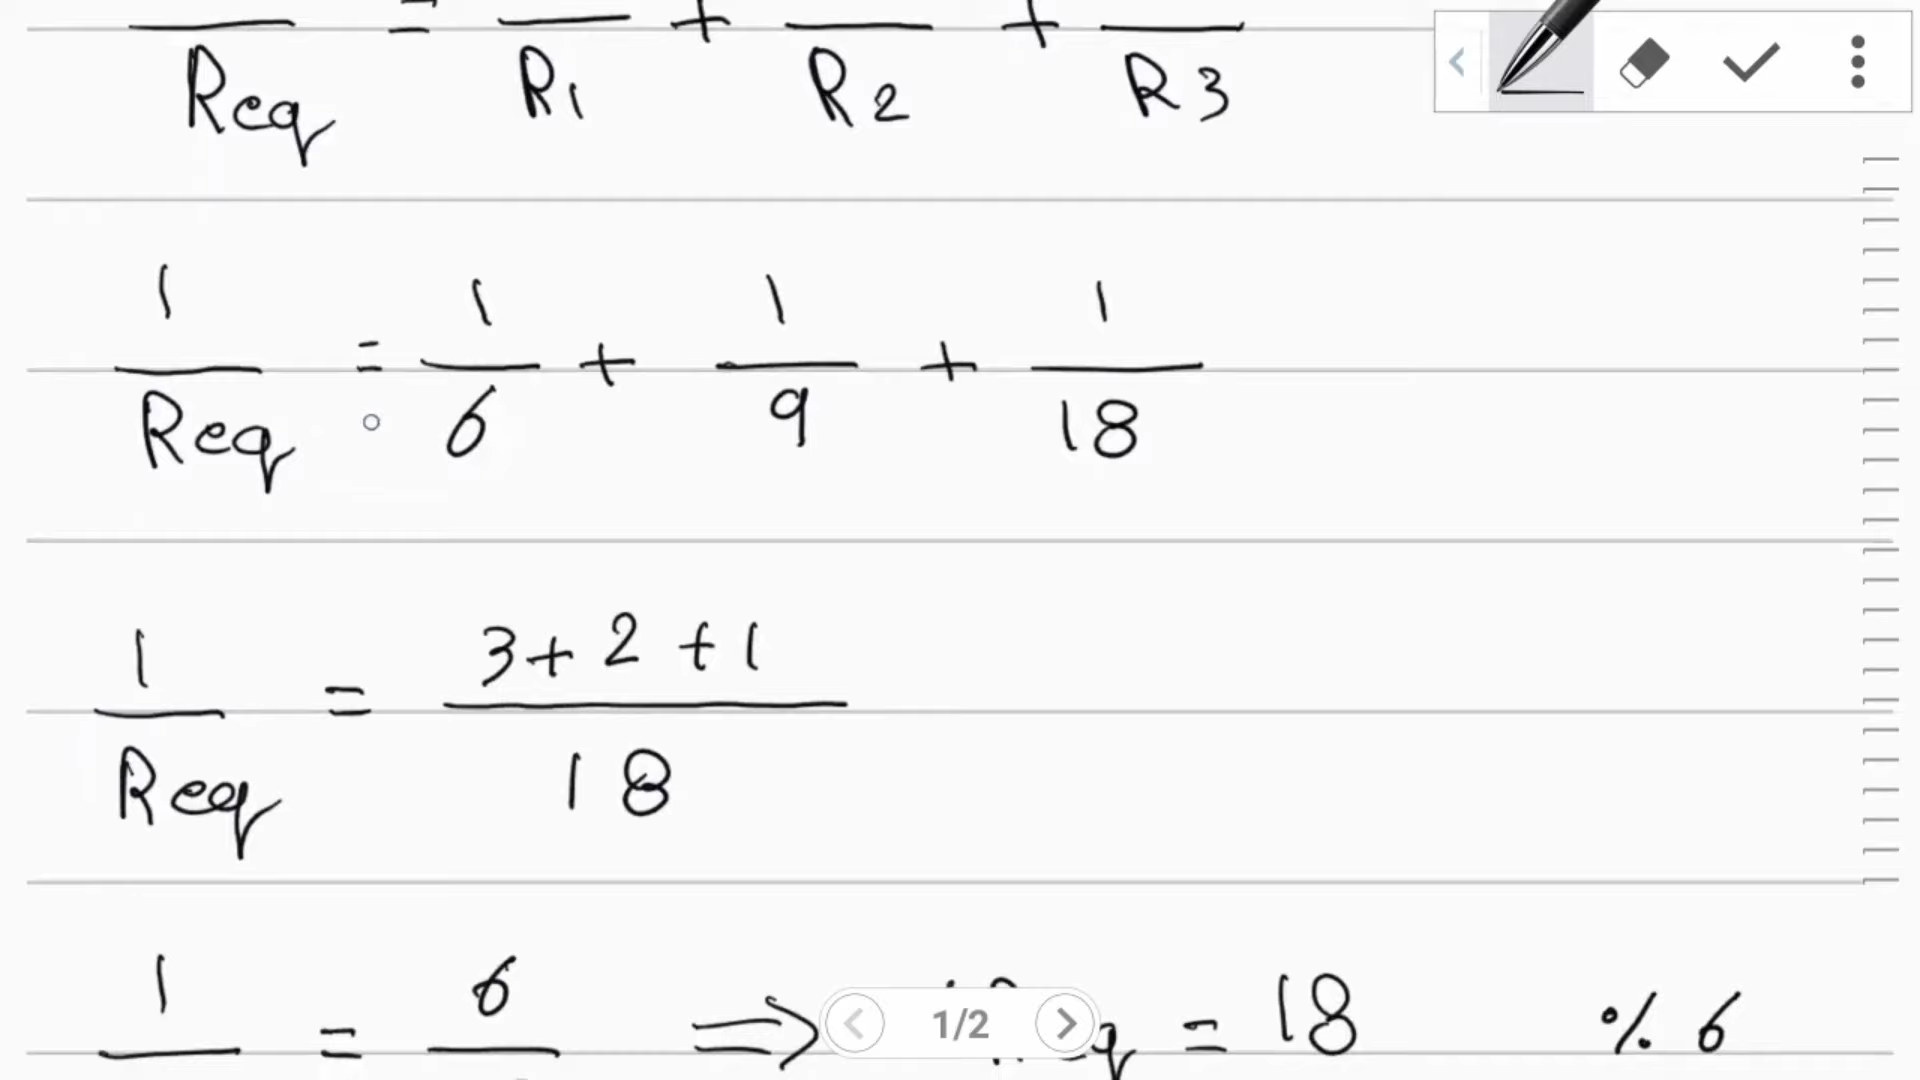 Req = R1 + R2 + R3
1 1 1 1
Req = 6 + 9 + 18
1 = 3 + 2 + 1
Req 18
1 = 6 ⇒ q = 18 % 6
1/2